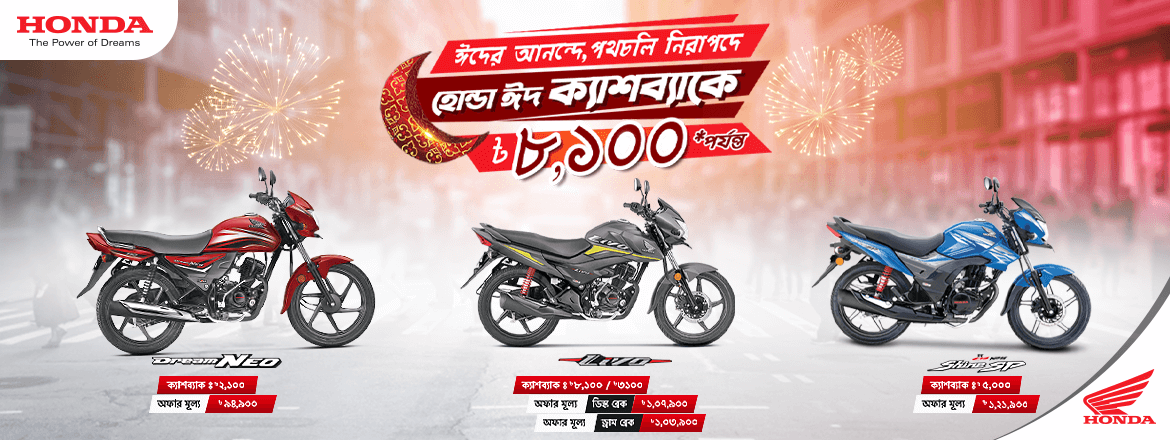 HONDA
The Power of Dreams
ঈদের আনন্দে, পথচলি নিরাপদে
হোন্ডা ঈদ ক্যাশব্যাকে
৳ ৮,১০০ *পর্যন্ত
Dream NEO
ক্যাশব্যাক ঃ ৳২,১০০
অফার মূল্য ৳৯৪,৯০০
Livo
ক্যাশব্যাক ঃ ৳৮,১০০ / ৳৩১০০
অফার মূল্য ডিস্ক ব্রেক ৳১,০৭,৯০০
অফার মূল্য ড্রাম ব্রেক ৳১,০৩,৯০০
Shine SP
ক্যাশব্যাক ঃ ৳৫,০০০
অফার মূল্য ৳১,২১,৯০০
HONDA